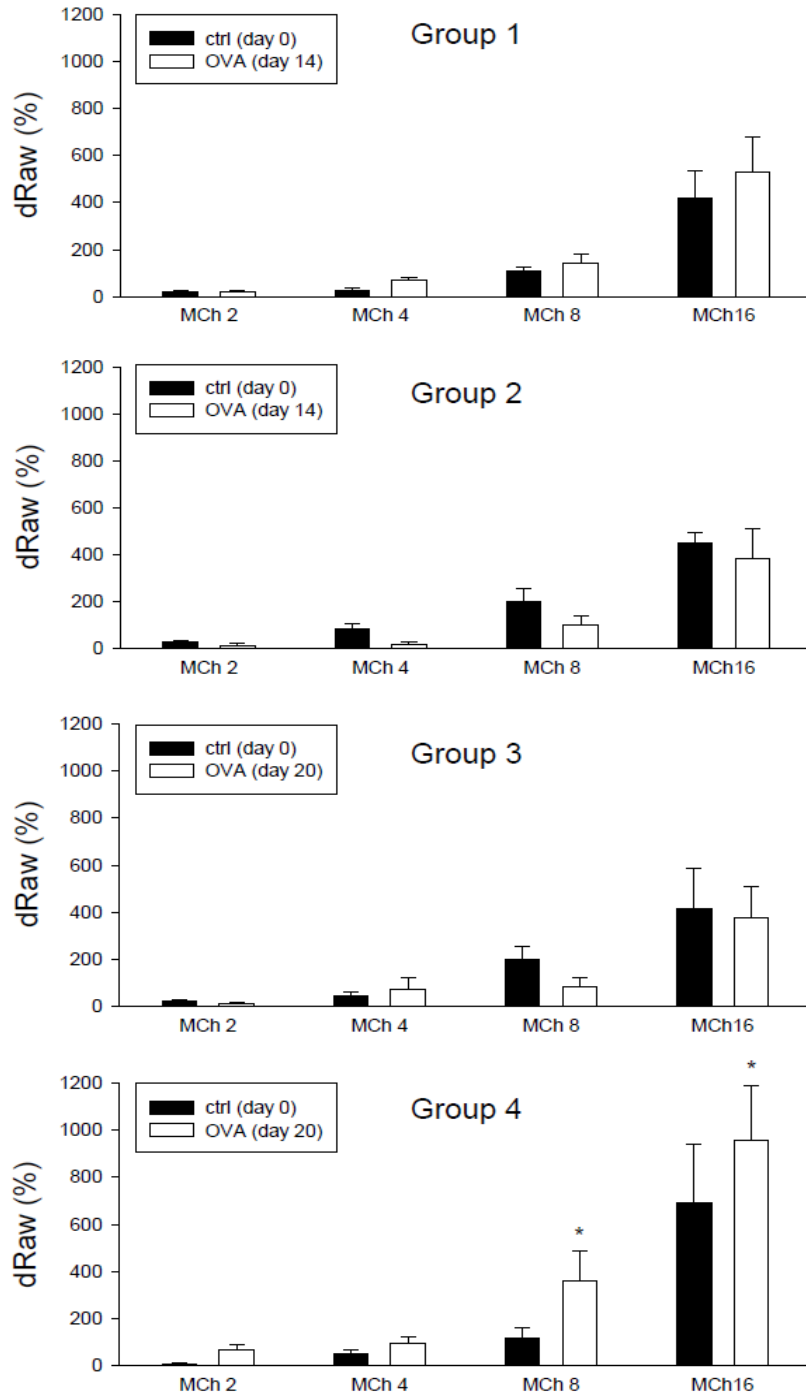 Group 1
ctrl (day 0)
OVA (day 14)
dRaw (%)
1200
1000
800
600
400
200
0
MCh 2 MCh 4 MCh 8 MCh16
Group 2
ctrl (day 0)
OVA (day 14)
dRaw (%)
1200
1000
800
600
400
200
0
MCh 2 MCh 4 MCh 8 MCh16
Group 3
ctrl (day 0)
OVA (day 20)
dRaw (%)
1200
1000
800
600
400
200
0
MCh 2 MCh 4 MCh 8 MCh16
Group 4
ctrl (day 0)
OVA (day 20)
dRaw (%)
1200
1000
800
600
400
200
0
*
*
MCh 2 MCh 4 MCh 8 MCh16